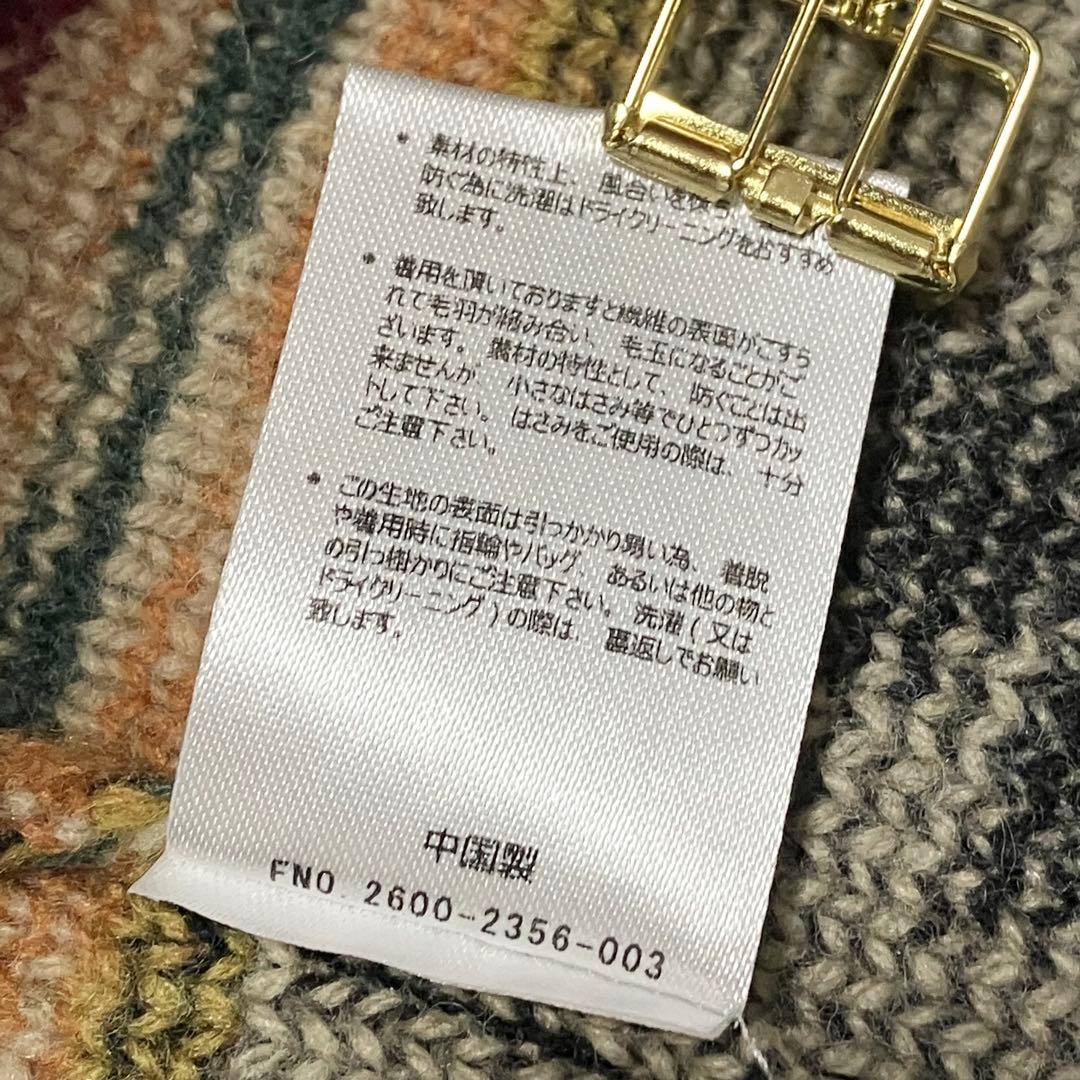 • 素材の特性上、風合いを保ち
防ぐ為に洗濯はドライクリーニングをおすすめ
致します。
• 着用を頂いておりますと繊維の表面がこすら
れて毛羽が絡み合い、毛玉になることがご
ざいます。素材の特性として、防ぐことは出
来ませんが、小さなはさみ等でひとつずつカッ
トして下さい。はさみをご使用の際は、十分
ご注意下さい。
• この生地の表面は引っかかり易い為、着脱
や着用時に指輪やバッグ、あるいは他の物と
の引っ掛かりにご注意下さい。洗濯(又は
ドライクリーニング)の際は、裏返しでお願い
致します。
中国製
FNO. 2600-2356-003